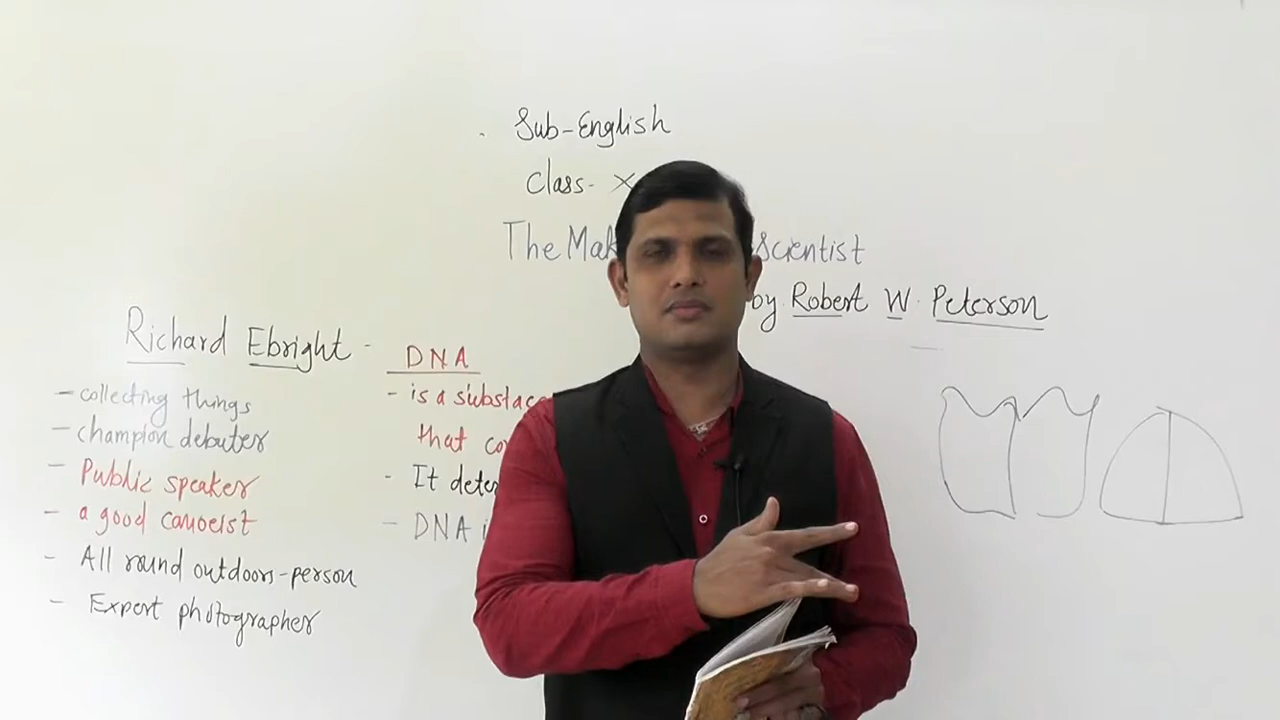 Sub-English
Class- X
The Mak Scientist
by Robert W. Peterson
Richard Ebright -
- collecting things
- champion debater
- Public speaker
- a good canoeist
- All round outdoors-person
- Expert photographer
DNA
- is a substace
that co
- It deter
- DNA i